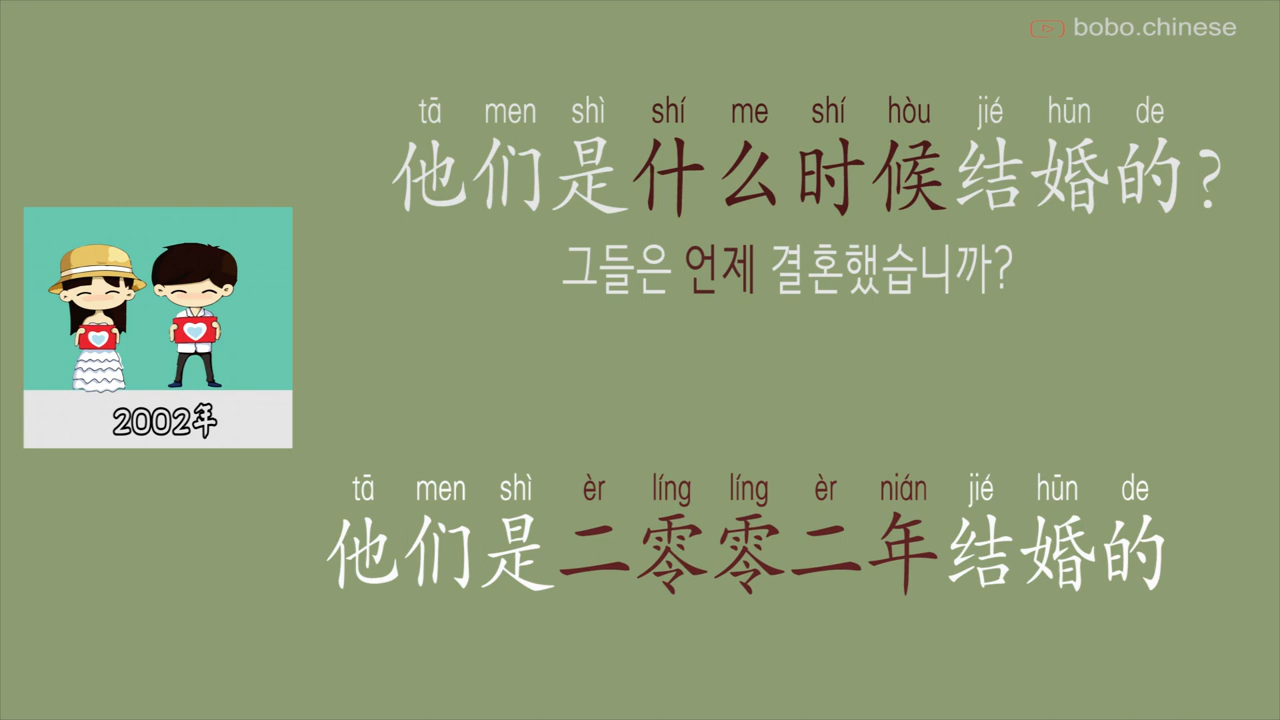 bobo.chinese
tā men shì shí me shí hòu jié hūn de
他们是什么时候结婚的?
그들은 언제 결혼했습니까?
2002年
tā men shì èr líng líng èr nián jié hūn de
他们是二零零二年结婚的